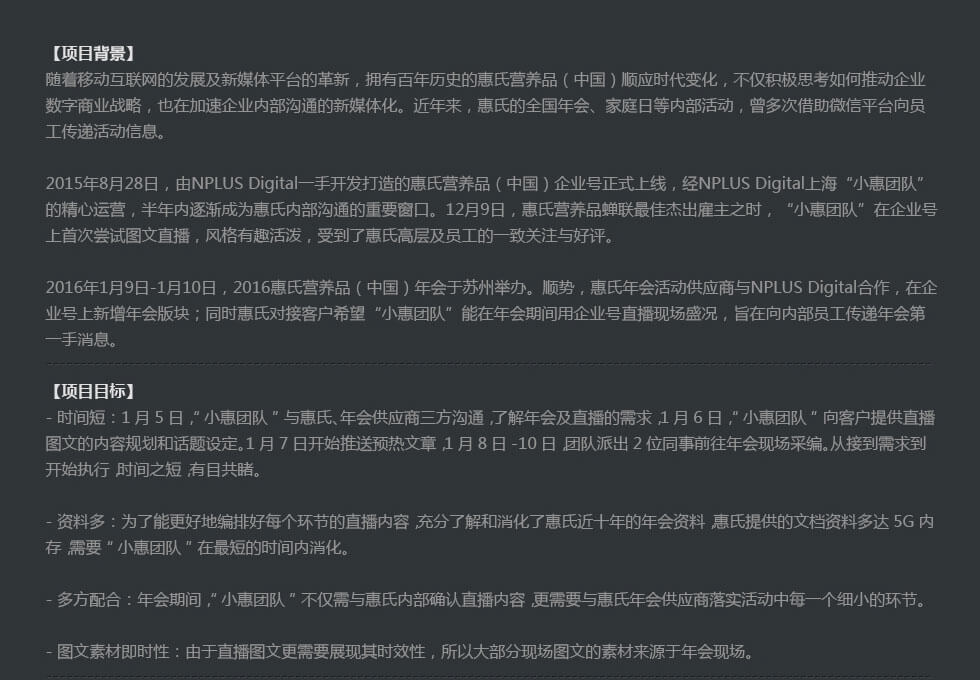 【项目背景】
随着移动互联网的发展及新媒体平台的革新，拥有百年历史的惠氏营养品（中国）顺应时代变化，不仅积极思考如何推动企业
数字商业战略，也在加速企业内部沟通的新媒体化。近年来，惠氏的全国年会、家庭日等内部活动，曾多次借助微信平台向员
工传递活动信息。
2015年8月28日，由NPLUS Digital一手开发打造的惠氏营养品（中国）企业号正式上线，经NPLUS Digital上海“小惠团队”
的精心运营，半年内逐渐成为惠氏内部沟通的重要窗口。12月9日，惠氏营养品蝉联最佳杰出雇主之时，“小惠团队”在企业号
上首次尝试图文直播，风格有趣活泼，受到了惠氏高层及员工的一致关注与好评。
2016年1月9日-1月10日，2016惠氏营养品（中国）年会于苏州举办。顺势，惠氏年会活动供应商与NPLUS Digital合作，在企
业号上新增年会版块；同时惠氏对接客户希望“小惠团队”能在年会期间用企业号直播现场盛况，旨在向内部员工传递年会第
一手消息。
【项目目标】
- 时间短：1 月 5 日，“ 小惠团队 ” 与惠氏、年会供应商三方沟通，了解年会及直播的需求，1 月 6 日，“ 小惠团队 ” 向客户提供直播
图文的内容规划和话题设定。1 月 7 日开始推送预热文章，1 月 8 日 -10 日，团队派出 2 位同事前往年会现场采编。从接到需求到
开始执行，时间之短，有目共睹。
- 资料多：为了能更好地编排好每个环节的直播内容，充分了解和消化了惠氏近十年的年会资料，惠氏提供的文档资料多达 5G 内
存，需要 “ 小惠团队 ” 在最短的时间内消化。
- 多方配合：年会期间，“ 小惠团队 ” 不仅需与惠氏内部确认直播内容，更需要与惠氏年会供应商落实活动中每一个细小的环节。
- 图文素材即时性：由于直播图文更需要展现其时效性，所以大部分现场图文的素材来源于年会现场。